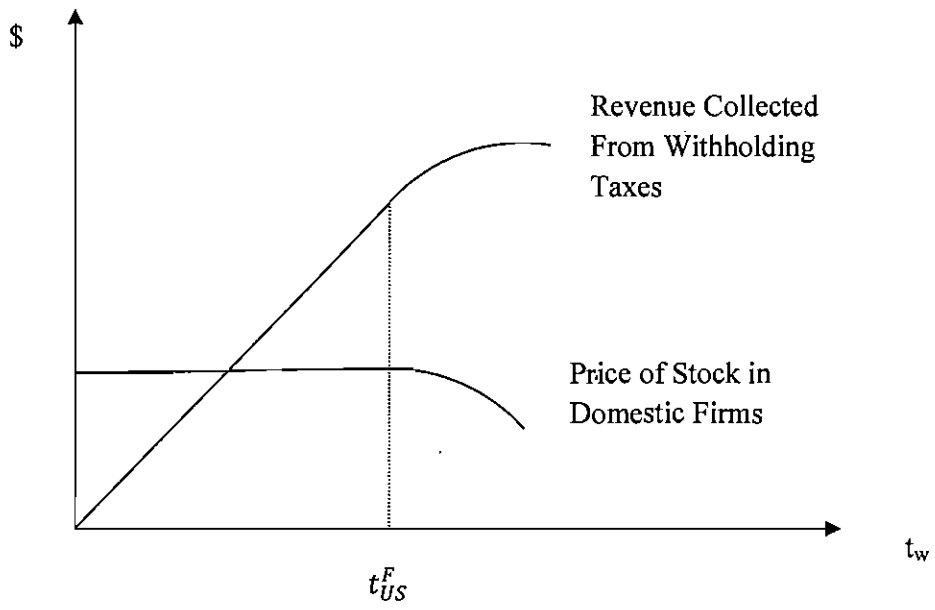 $
Revenue Collected
From Withholding
Taxes
Price of Stock in
Domestic Firms
t_w
t_{US}^F